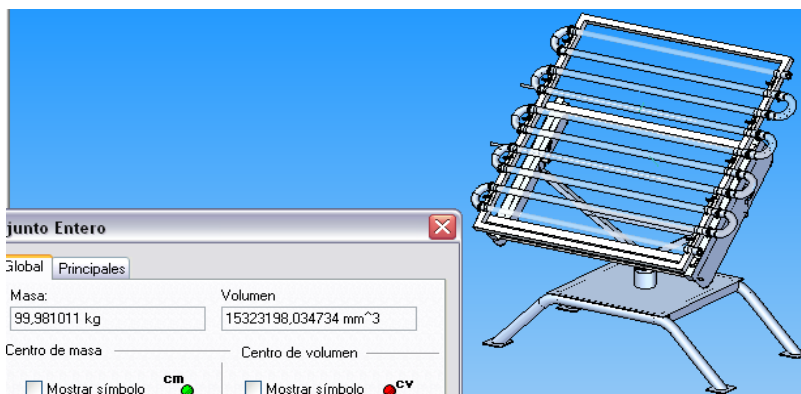 junto Entero
Global Principales
Masa: Volumen
99,981011 kg 15323198,034734 mm^3
Centro de masa Centro de volumen
Mostrar símbolo cm Mostrar símbolo cv